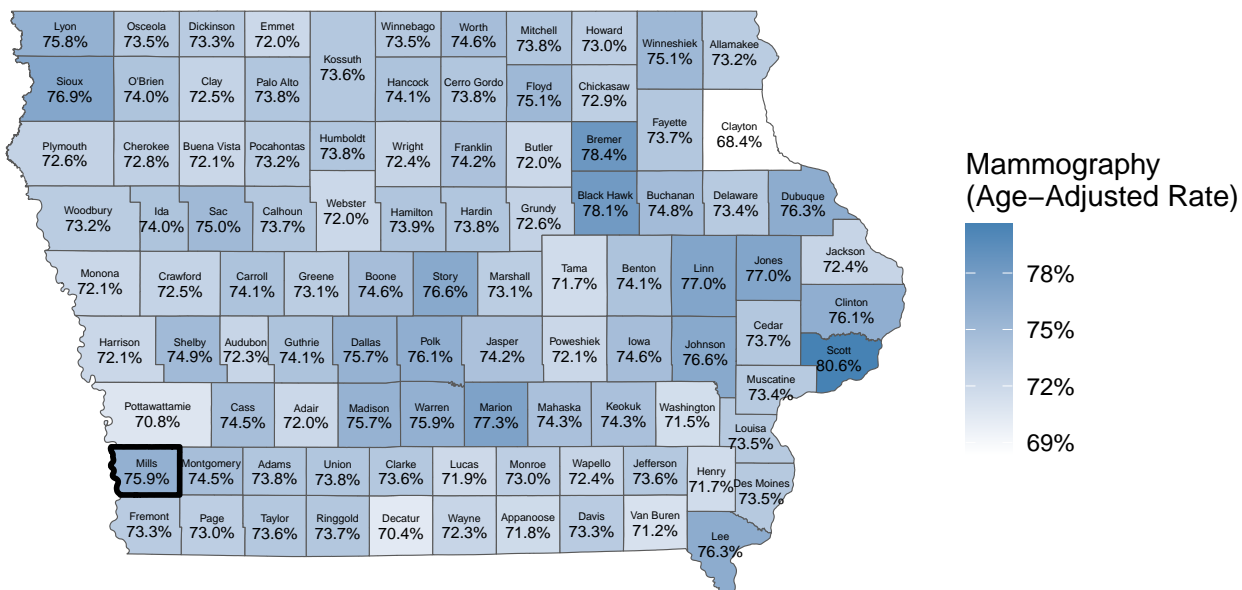 Lyon
75.8%
Osceola
73.5%
Dickinson
73.3%
Emmet
72.0%
Kossuth
73.6%
Winnebago
73.5%
Worth
74.6%
Mitchell
73.8%
Howard
73.0%
Winneshiek
75.1%
Allamakee
73.2%
Sioux
76.9%
O'Brien
74.0%
Clay
72.5%
Palo Alto
73.8%
Hancock
74.1%
Cerro Gordo
73.8%
Floyd
75.1%
Chickasaw
72.9%
Fayette
73.7%
Clayton
68.4%
Plymouth
72.6%
Cherokee
72.8%
Buena Vista
72.1%
Pocahontas
73.2%
Humboldt
73.8%
Wright
72.4%
Franklin
74.2%
Butler
72.0%
Bremer
78.4%
Woodbury
73.2%
Ida
74.0%
Sac
75.0%
Calhoun
73.7%
Webster
72.0%
Hamilton
73.9%
Hardin
73.8%
Grundy
72.6%
Black Hawk
78.1%
Buchanan
74.8%
Delaware
73.4%
Dubuque
76.3%
Monona
72.1%
Crawford
72.5%
Carroll
74.1%
Greene
73.1%
Boone
74.6%
Story
76.6%
Marshall
73.1%
Tama
71.7%
Benton
74.1%
Linn
77.0%
Jones
77.0%
Jackson
72.4%
Clinton
76.1%
Harrison
72.1%
Shelby
74.9%
Audubon
72.3%
Guthrie
74.1%
Dallas
75.7%
Polk
76.1%
Jasper
74.2%
Poweshiek
72.1%
Iowa
74.6%
Johnson
76.6%
Cedar
73.7%
Scott
80.6%
Muscatine
73.4%
Pottawattamie
70.8%
Cass
74.5%
Adair
72.0%
Madison
75.7%
Warren
75.9%
Marion
77.3%
Mahaska
74.3%
Keokuk
74.3%
Washington
71.5%
Louisa
73.5%
Mills
75.9%
Montgomery
74.5%
Adams
73.8%
Union
73.8%
Clarke
73.6%
Lucas
71.9%
Monroe
73.0%
Wapello
72.4%
Jefferson
73.6%
Henry
71.7%
Des Moines
73.5%
Fremont
73.3%
Page
73.0%
Taylor
73.6%
Ringgold
73.7%
Decatur
70.4%
Wayne
72.3%
Appanoose
71.8%
Davis
73.3%
Van Buren
71.2%
Lee
76.3%
Mammography
(Age−Adjusted Rate)
78%
75%
72%
69%